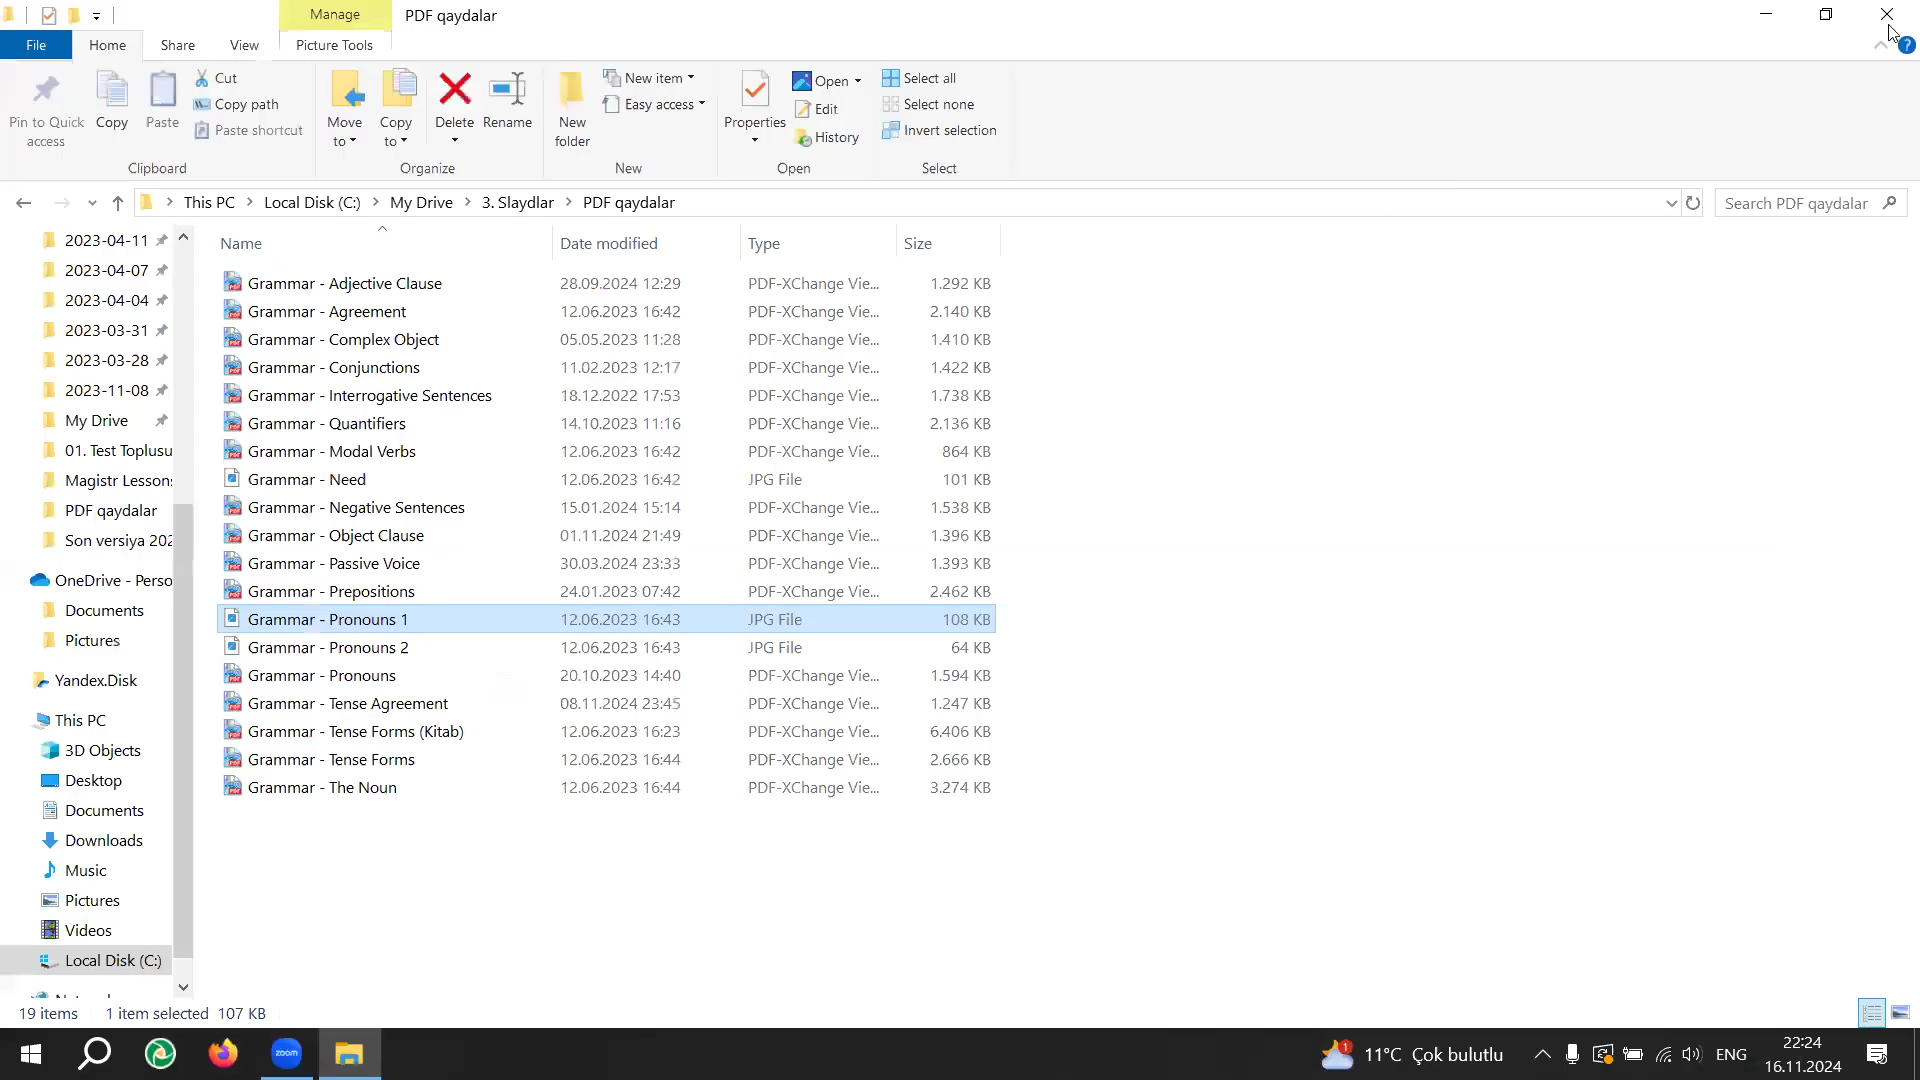 Manage
PDF qaydalar
File
Home
Share
View
Picture Tools
Pin to Quick access
Copy
Paste
Cut
Copy path
Paste shortcut
Clipboard
Move to
Copy to
Delete
Rename
Organize
New folder
New item
Easy access
New
Properties
Open
Edit
History
Open
Select all
Select none
Invert selection
Select
This PC > Local Disk (C:) > My Drive > 3. Slaydlar > PDF qaydalar
Search PDF qaydalar
2023-04-11
2023-04-07
2023-04-04
2023-03-31
2023-03-28
2023-11-08
My Drive
01. Test Toplusu
Magistr Lessons
PDF qaydalar
Son versiya 202
OneDrive - Perso
Documents
Pictures
Yandex.Disk
This PC
3D Objects
Desktop
Documents
Downloads
Music
Pictures
Videos
Local Disk (C:)
Name Date modified Type Size
Grammar - Adjective Clause 28.09.2024 12:29 PDF-XChange Vie... 1.292 KB
Grammar - Agreement 12.06.2023 16:42 PDF-XChange Vie... 2.140 KB
Grammar - Complex Object 05.05.2023 11:28 PDF-XChange Vie... 1.410 KB
Grammar - Conjunctions 11.02.2023 12:17 PDF-XChange Vie... 1.422 KB
Grammar - Interrogative Sentences 18.12.2022 17:53 PDF-XChange Vie... 1.738 KB
Grammar - Quantifiers 14.10.2023 11:16 PDF-XChange Vie... 2.136 KB
Grammar - Modal Verbs 12.06.2023 16:42 PDF-XChange Vie... 864 KB
Grammar - Need 12.06.2023 16:42 JPG File 101 KB
Grammar - Negative Sentences 15.01.2024 15:14 PDF-XChange Vie... 1.538 KB
Grammar - Object Clause 01.11.2024 21:49 PDF-XChange Vie... 1.396 KB
Grammar - Passive Voice 30.03.2024 23:33 PDF-XChange Vie... 1.393 KB
Grammar - Prepositions 24.01.2023 07:42 PDF-XChange Vie... 2.462 KB
Grammar - Pronouns 1 12.06.2023 16:43 JPG File 108 KB
Grammar - Pronouns 2 12.06.2023 16:43 JPG File 64 KB
Grammar - Pronouns 20.10.2023 14:40 PDF-XChange Vie... 1.594 KB
Grammar - Tense Agreement 08.11.2024 23:45 PDF-XChange Vie... 1.247 KB
Grammar - Tense Forms (Kitab) 12.06.2023 16:23 PDF-XChange Vie... 6.406 KB
Grammar - Tense Forms 12.06.2023 16:44 PDF-XChange Vie... 2.666 KB
Grammar - The Noun 12.06.2023 16:44 PDF-XChange Vie... 3.274 KB
19 items 1 item selected 107 KB
zoom
1
11°C Çok bulutlu
ENG
22:24
16.11.2024